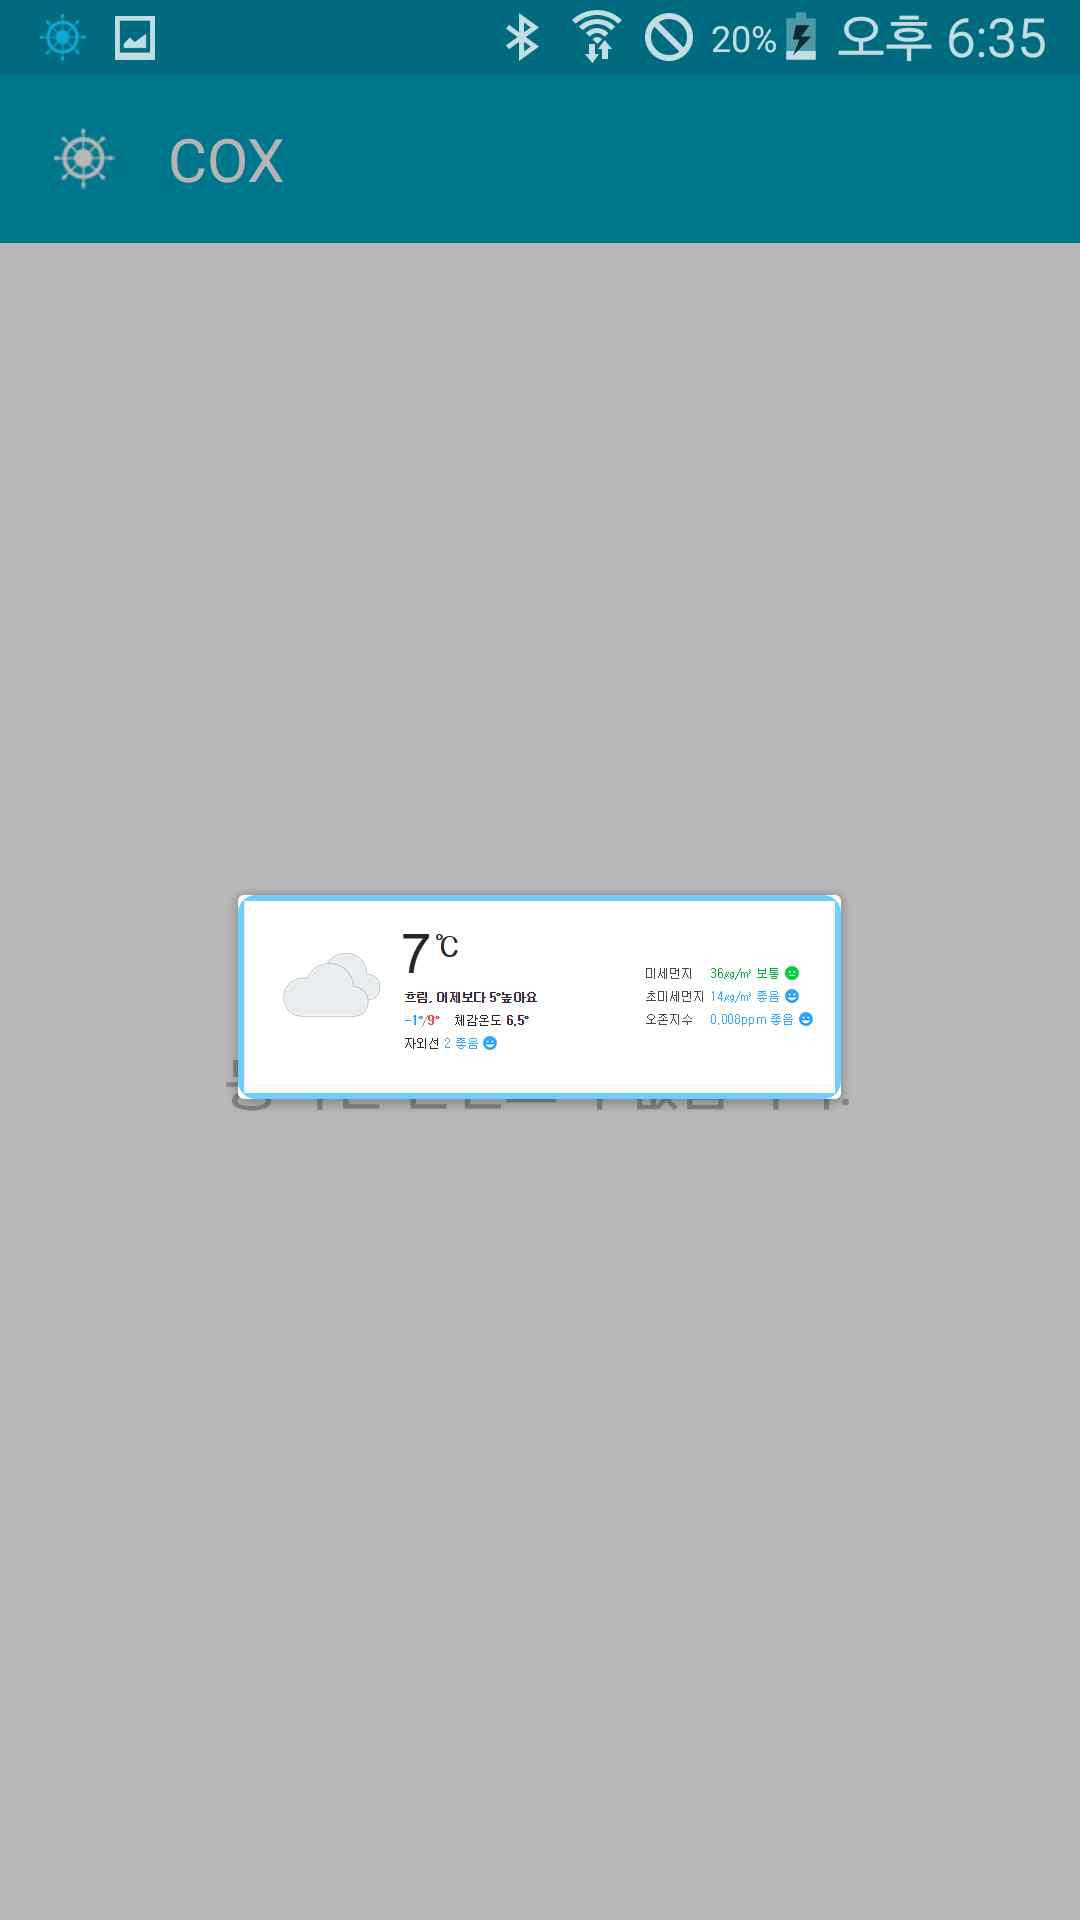 20% 오후 6:35
COX
7℃
흐림, 어제보다 5°높아요
-1°/9° 체감온도 6.5°
자외선 2 좋음
미세먼지 36㎍/㎥ 보통
초미세먼지 14㎍/㎥ 좋음
오존지수 0.008ppm 좋음